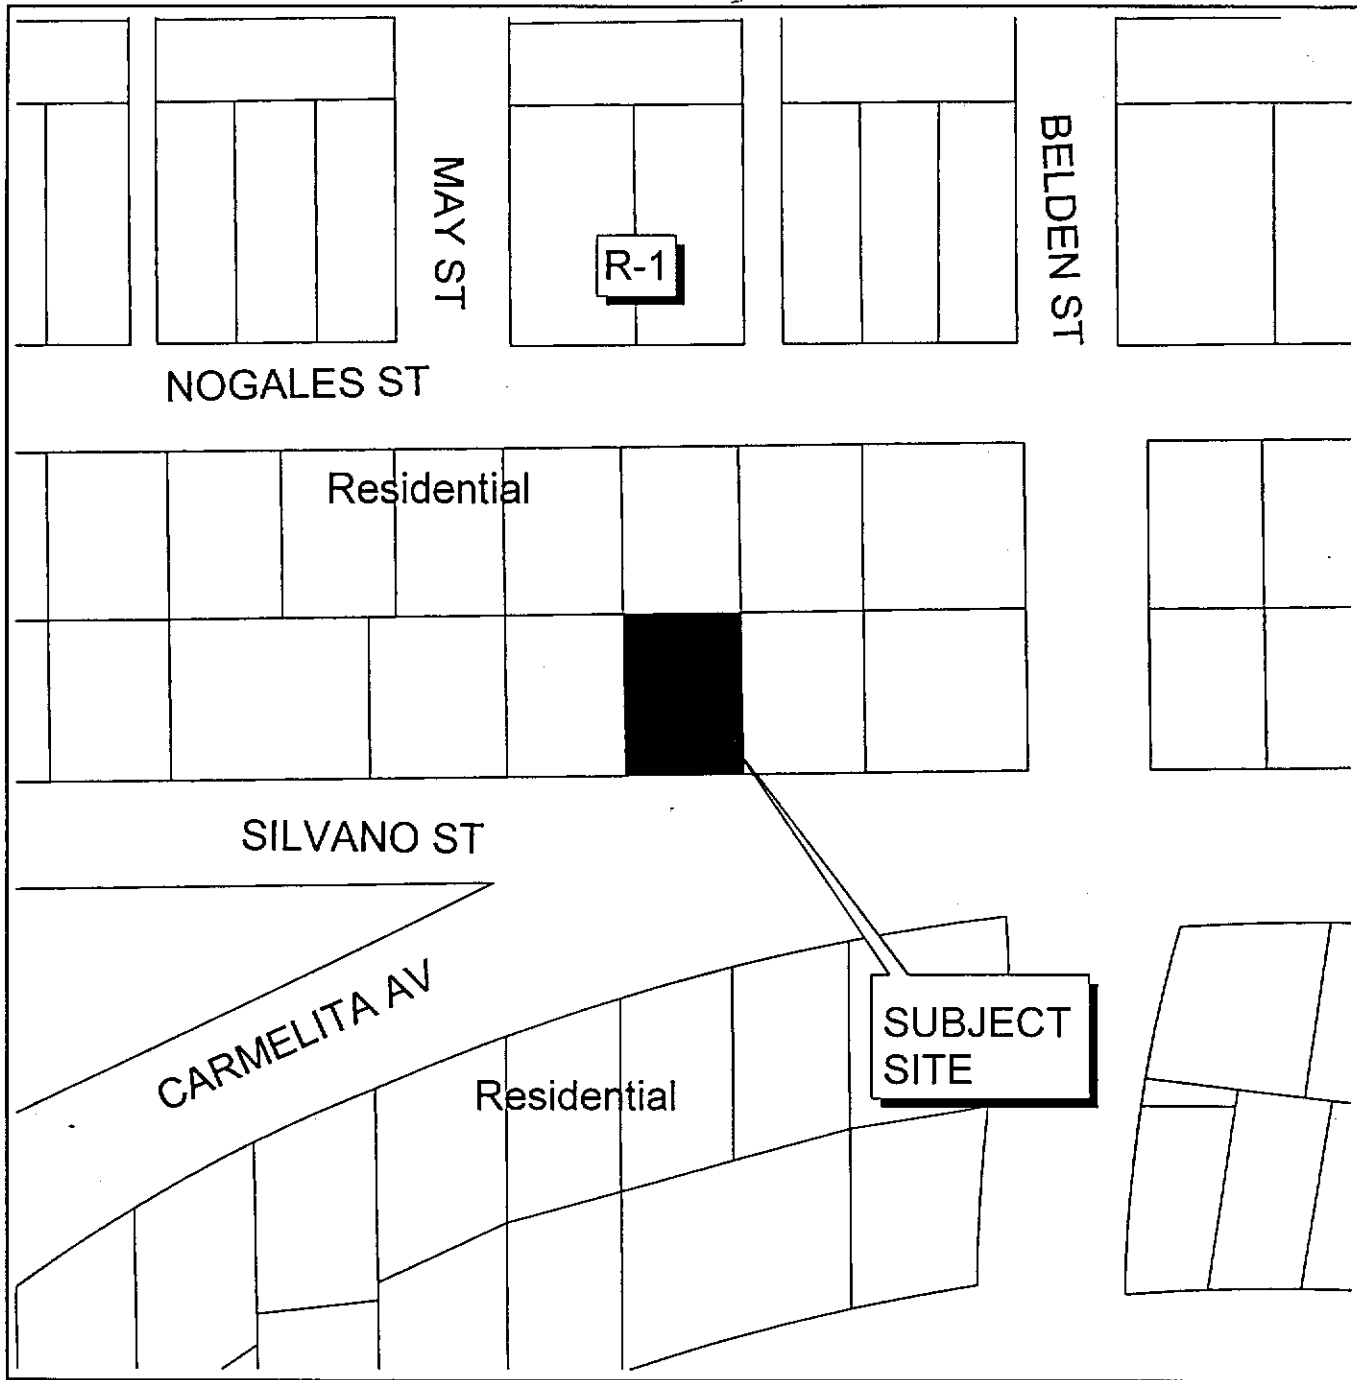 MAY ST
BELDEN ST
R-1
NOGALES ST
Residential
SILVANO ST
CARMELITA AV
SUBJECT
SITE
Residential